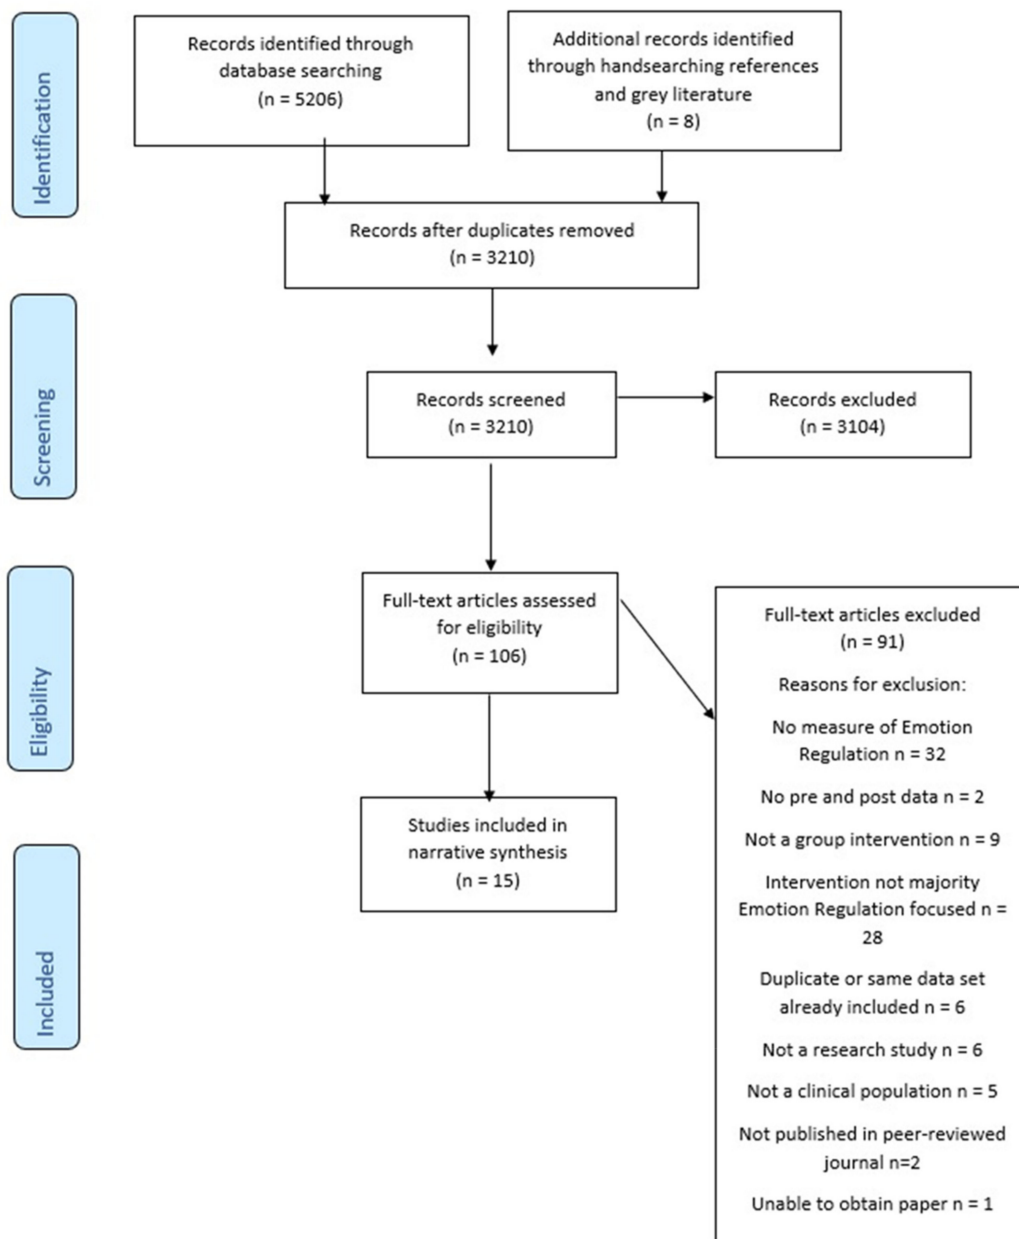 Identification
Records identified through
database searching
(n = 5206)
Additional records identified
through handsearching references
and grey literature
(n = 8)
Records after duplicates removed
(n = 3210)
Screening
Records screened
(n = 3210)
Records excluded
(n = 3104)
Eligibility
Full-text articles assessed
for eligibility
(n = 106)
Full-text articles excluded
(n = 91)
Reasons for exclusion:
No measure of Emotion
Regulation n = 32
No pre and post data n = 2
Not a group intervention n = 9
Intervention not majority
Emotion Regulation focused n =
28
Duplicate or same data set
already included n = 6
Not a research study n = 6
Not a clinical population n = 5
Not published in peer-reviewed
journal n=2
Unable to obtain paper n = 1
Included
Studies included in
narrative synthesis
(n = 15)